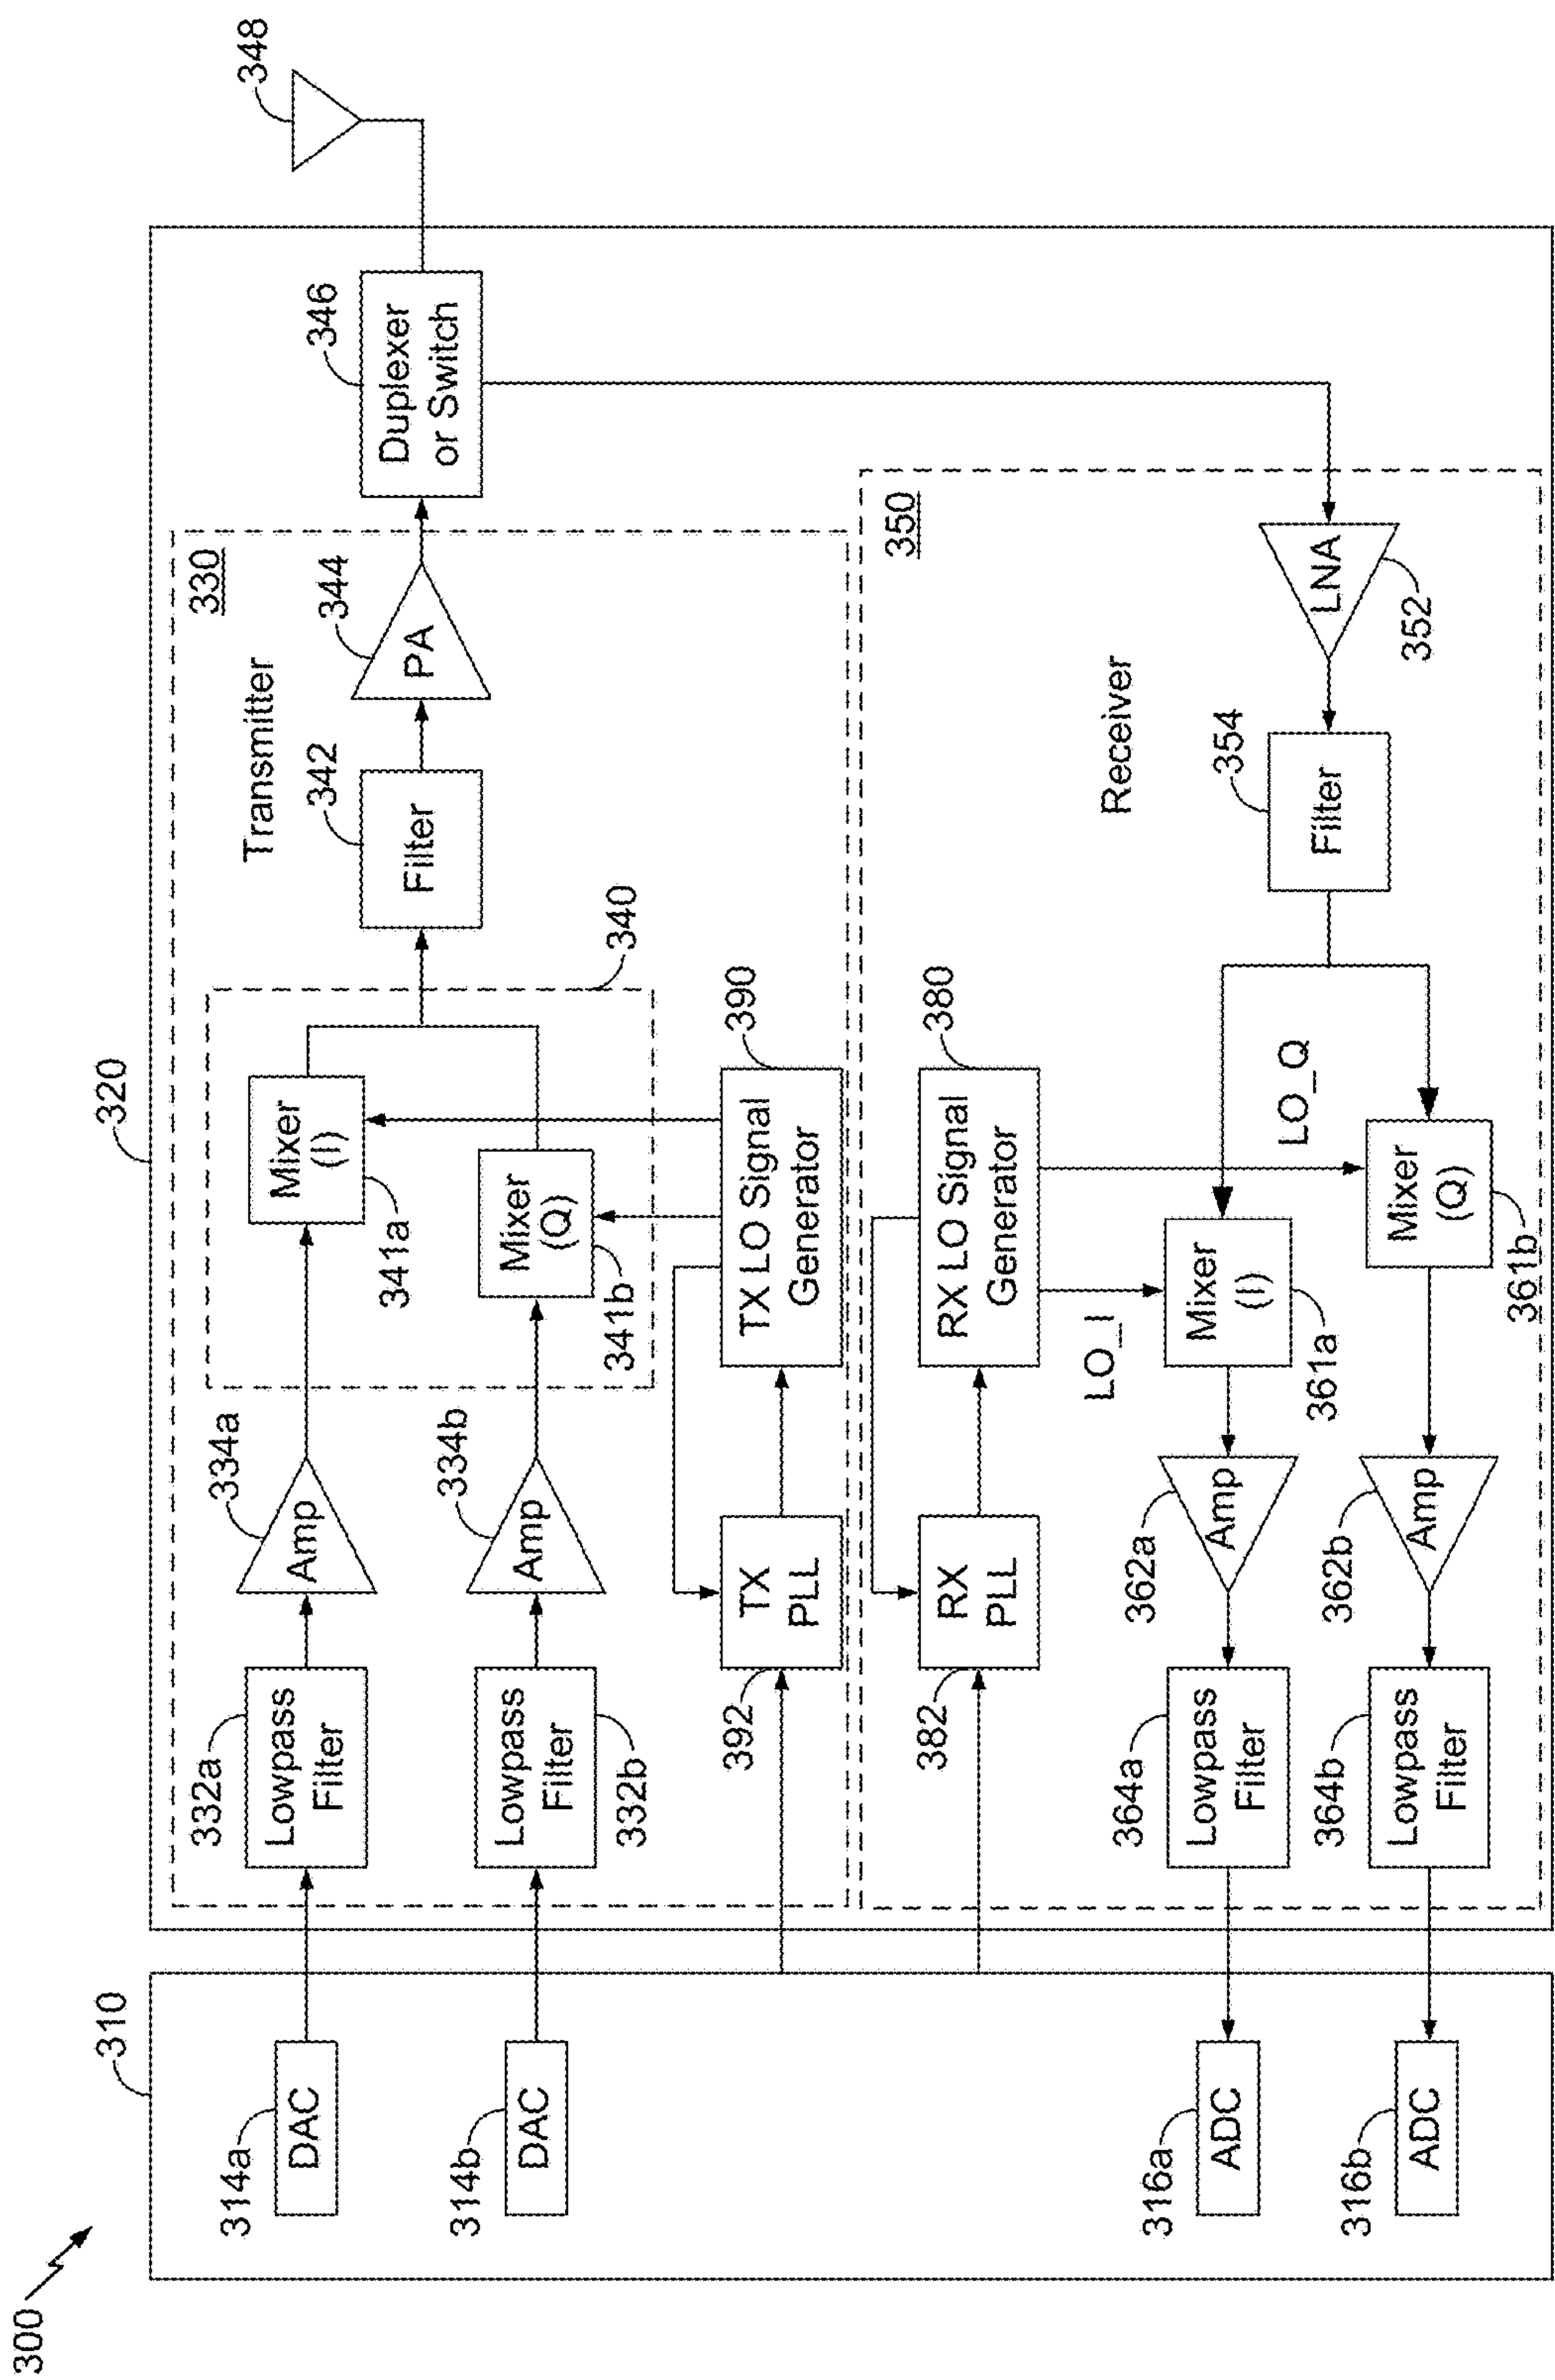 300
310
320
314a
DAC
314b
DAC
316a
ADC
316b
ADC
330
Transmitter
332a
Lowpass
Filter
334a
Amp
332b
Lowpass
Filter
334b
Amp
340
Mixer
(I)
341a
Mixer
(Q)
341b
342
Filter
344
PA
346
Duplexer
or Switch
348
392
TX
PLL
390
TX LO Signal
Generator
350
Receiver
382
RX
PLL
380
RX LO Signal
Generator
LO_I
LO_Q
352
LNA
354
Filter
Mixer
(I)
361a
Mixer
(Q)
361b
362a
Amp
362b
Amp
364a
Lowpass
Filter
364b
Lowpass
Filter